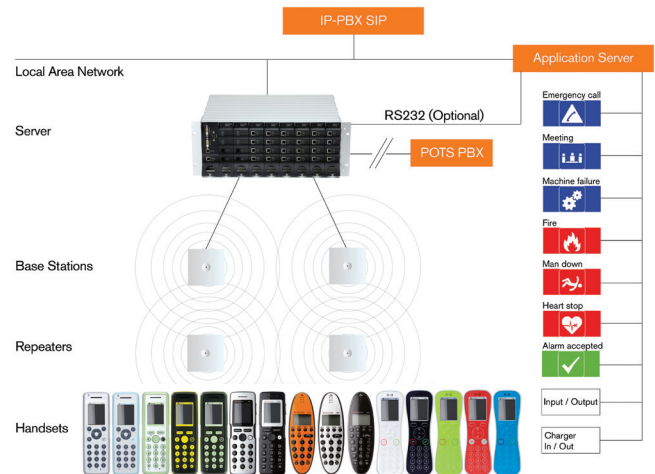 IP-PBX SIP
Application Server
Local Area Network
Emergency call
RS232 (Optional)
Server
Meeting
POTS PBX
Machine failure
Fire
Base Stations
Man down
Heart stop
Repeaters
Alarm accepted
Input / Output
Handsets
Charger
In / Out